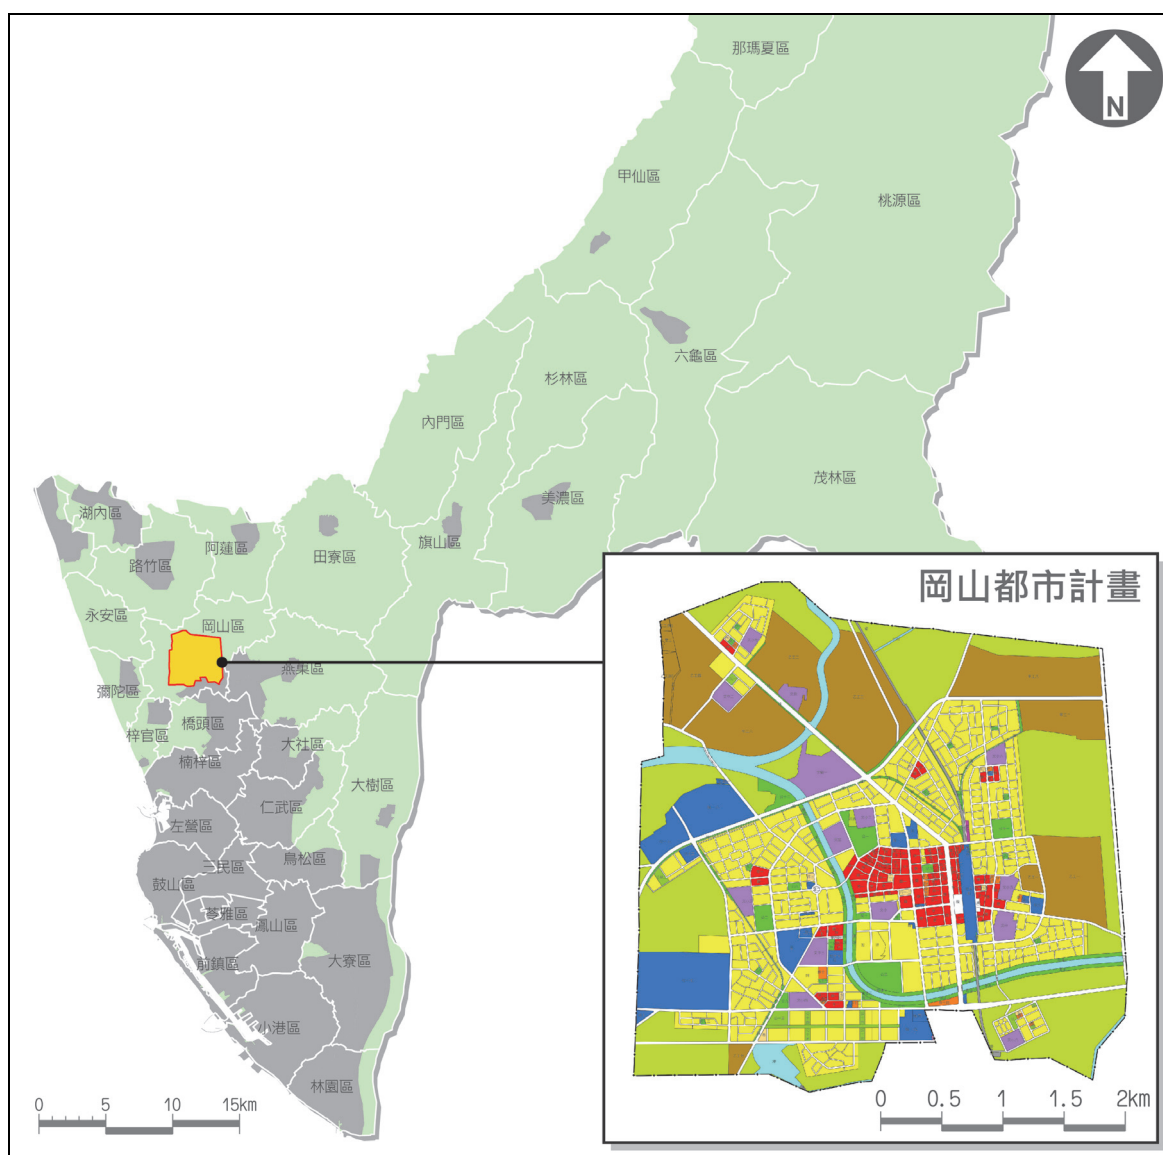 那瑪夏區
N
甲仙區
桃源區
六龜區
杉林區
內門區
茂林區
美濃區
湖內區
旗山區
阿蓮區
田寮區
路竹區
永安區
岡山區
燕巢區
彌陀區
橋頭區
梓官區
大社區
楠梓區
大樹區
仁武區
左營區
鳥松區
三民區
鼓山區
苓雅區
鳳山區
前鎮區
大寮區
小港區
林園區
0 5 10 15km
岡山都市計畫
0 0.5 1 1.5 2km